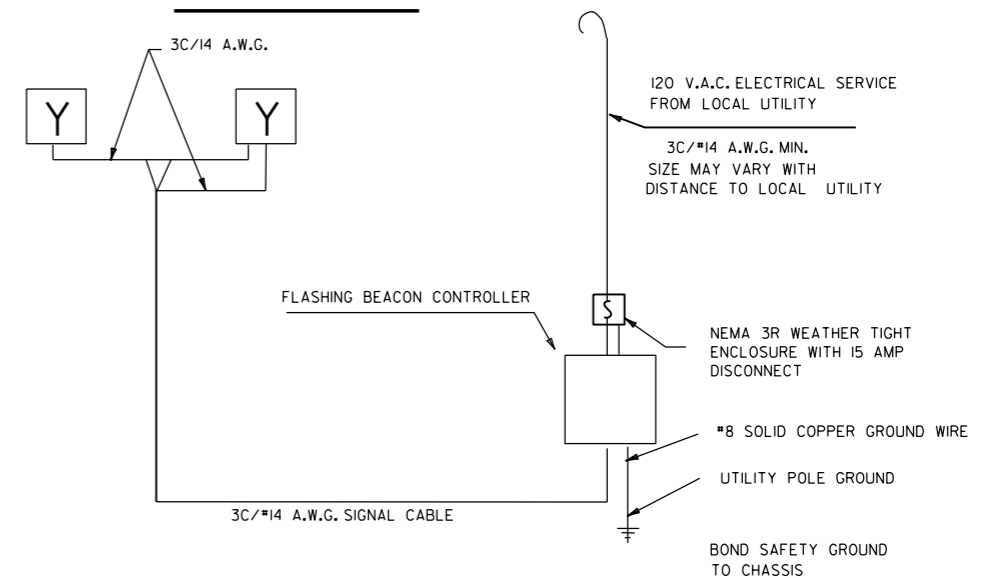 3C/14 A.W.G.
Y
Y
120 V.A.C. ELECTRICAL SERVICE
FROM LOCAL UTILITY
3C/#14 A.W.G. MIN.
SIZE MAY VARY WITH
DISTANCE TO LOCAL UTILITY
FLASHING BEACON CONTROLLER
S
NEMA 3R WEATHER TIGHT
ENCLOSURE WITH 15 AMP
DISCONNECT
#8 SOLID COPPER GROUND WIRE
UTILITY POLE GROUND
3C/#14 A.W.G. SIGNAL CABLE
BOND SAFETY GROUND
TO CHASSIS